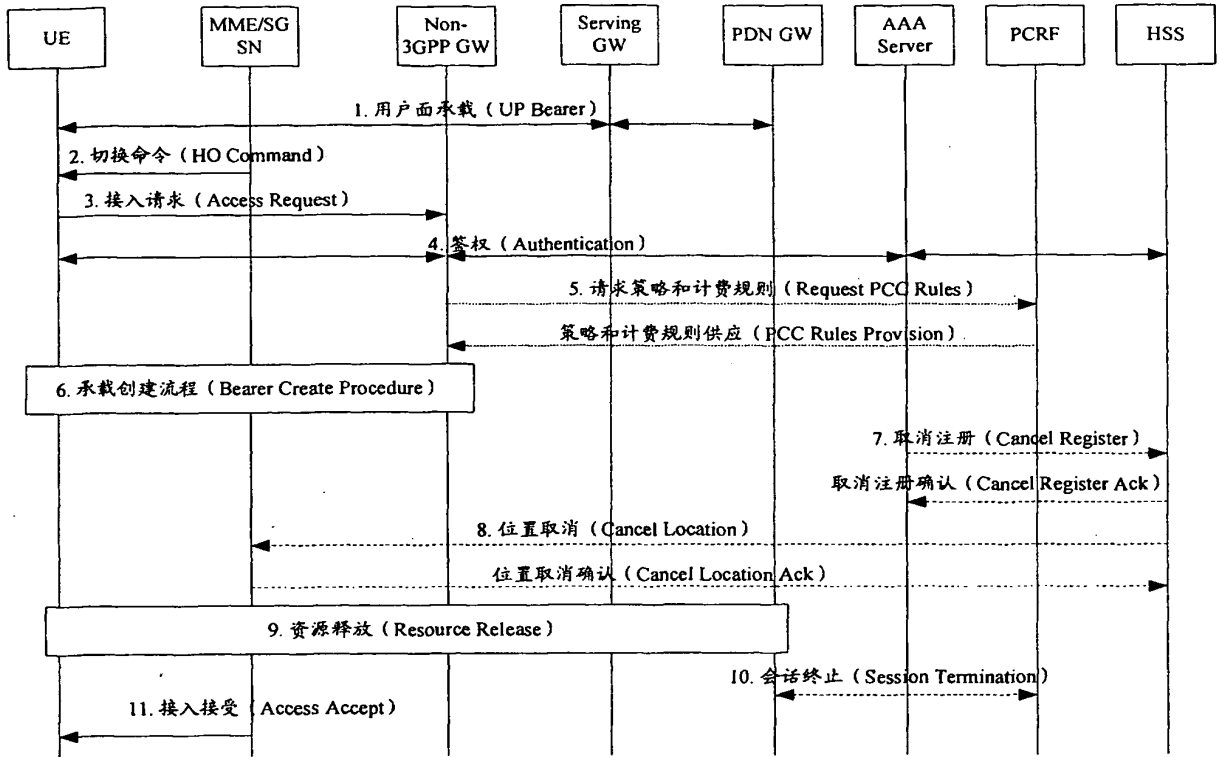 UE
MME/SG
SN
Non-
3GPP GW
Serving
GW
PDN GW
AAA
Server
PCRF
HSS
1. 用户面承载（UP Bearer）
2. 切换命令（HO Command）
3. 接入请求（Access Request）
4. 鉴权（Authentication）
5. 请求策略和计费规则（Request PCC Rules）
策略和计费规则供应（PCC Rules Provision）
6. 承载创建流程（Bearer Create Procedure）
7. 取消注册（Cancel Register）
取消注册确认（Cancel Register Ack）
8. 位置取消（Cancel Location）
位置取消确认（Cancel Location Ack）
9. 资源释放（Resource Release）
10. 会话终止（Session Termination）
11. 接入接受（Access Accept）